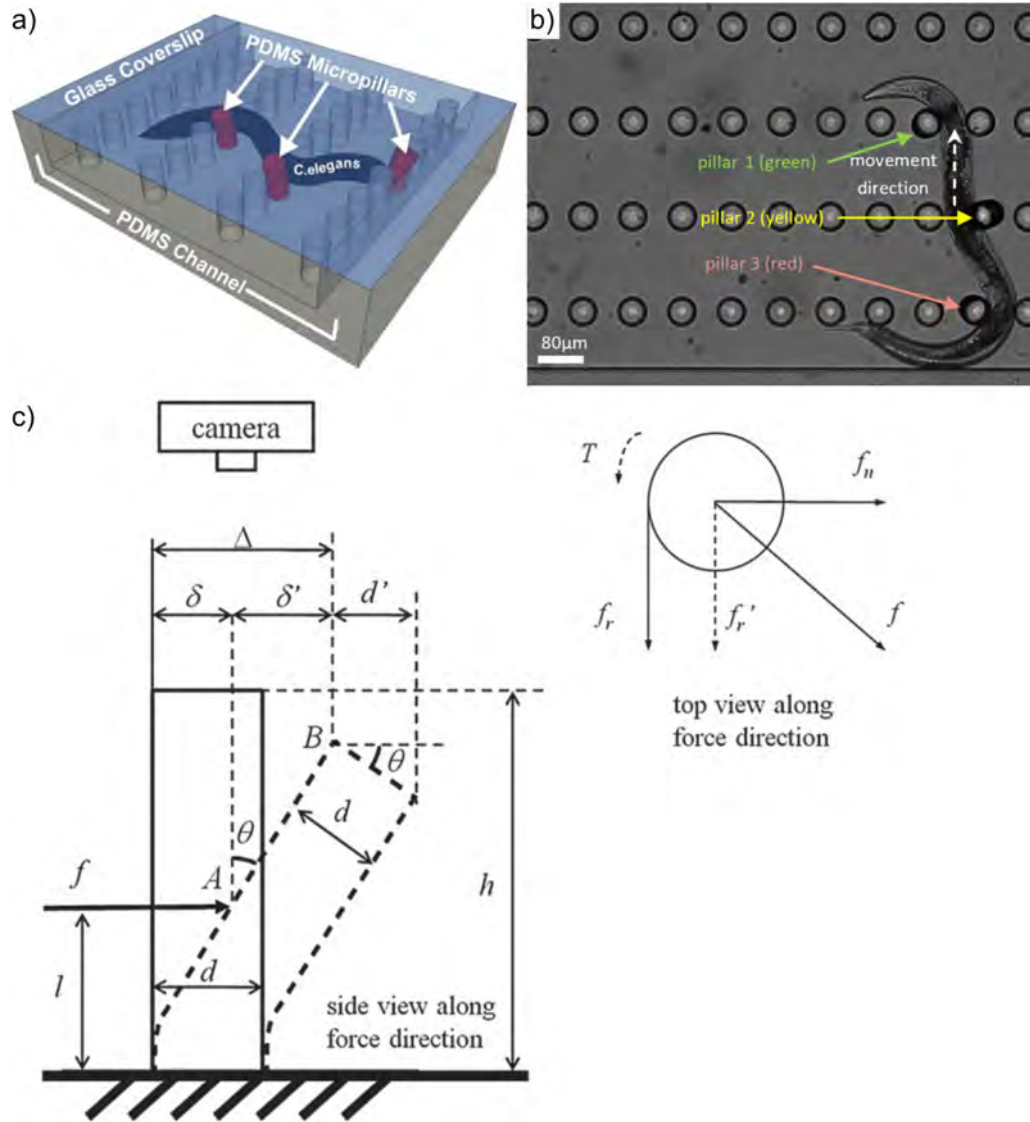 a)
Glass Coverslip
PDMS Micropillars
C.elegans
PDMS Channel
b)
pillar 1 (green)
movement
direction
pillar 2 (yellow)
pillar 3 (red)
80µm
c)
camera
Δ
δ
δ'
d'
B
θ
d
θ
A
f
h
l
d
side view along
force direction
T
f_n
f_r
f_r'
f
top view along
force direction